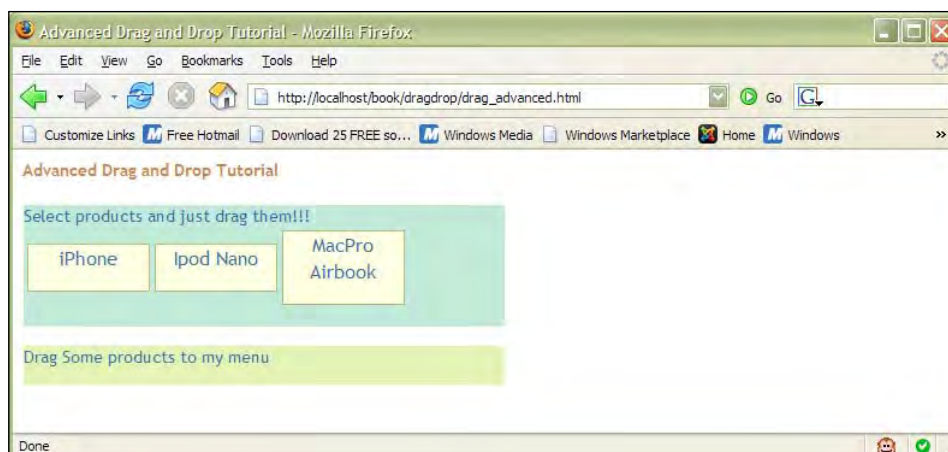 Advanced Drag and Drop Tutorial - Mozilla Firefox
File Edit View Go Bookmarks Tools Help
http://localhost/book/dragdrop/drag_advanced.html Go G
Customize Links Free Hotmail Download 25 FREE so... Windows Media Windows Marketplace Home Windows »
Advanced Drag and Drop Tutorial
Select products and just drag them!!!
iPhone Ipod Nano MacPro
Airbook
Drag Some products to my menu
Done